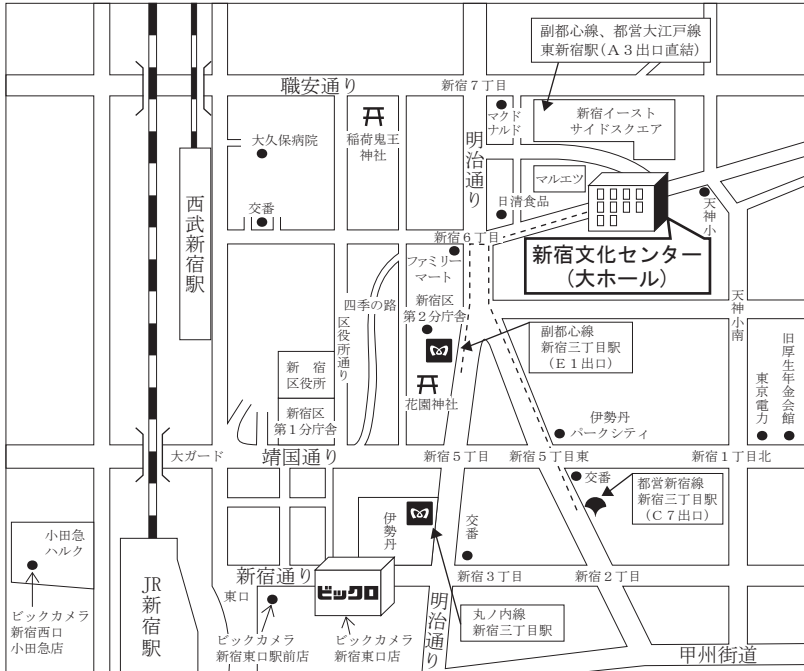 副都心線、都営大江戸線
東新宿駅(A3出口直結)
職安通り
新宿7丁目
マクド
ナルド
新宿イースト
サイドスクエア
稲荷鬼王
神社
大久保病院
明治通り
マルエツ
日清食品
天神小
交番
西武新宿駅
新宿6丁目
新宿文化センター
(大ホール)
ファミリー
マート
四季の路
区役所通り
新宿区
第2分庁舎
天神小南
副都心線
新宿三丁目駅
(E1出口)
新宿
区役所
花園神社
旧厚生年金会館
東京電力
新宿区
第1分庁舎
伊勢丹
パークシティ
大ガード
靖国通り
新宿5丁目
新宿5丁目東
新宿1丁目北
交番
都営新宿線
新宿三丁目駅
(C7出口)
伊勢丹
交番
小田急
ハルク
新宿通り
新宿3丁目
新宿2丁目
JR新宿駅
東口
ビックロ
明治通り
丸ノ内線
新宿三丁目駅
ビックカメラ
新宿西口
小田急店
ビックカメラ
新宿東口駅前店
ビックカメラ
新宿東口店
甲州街道